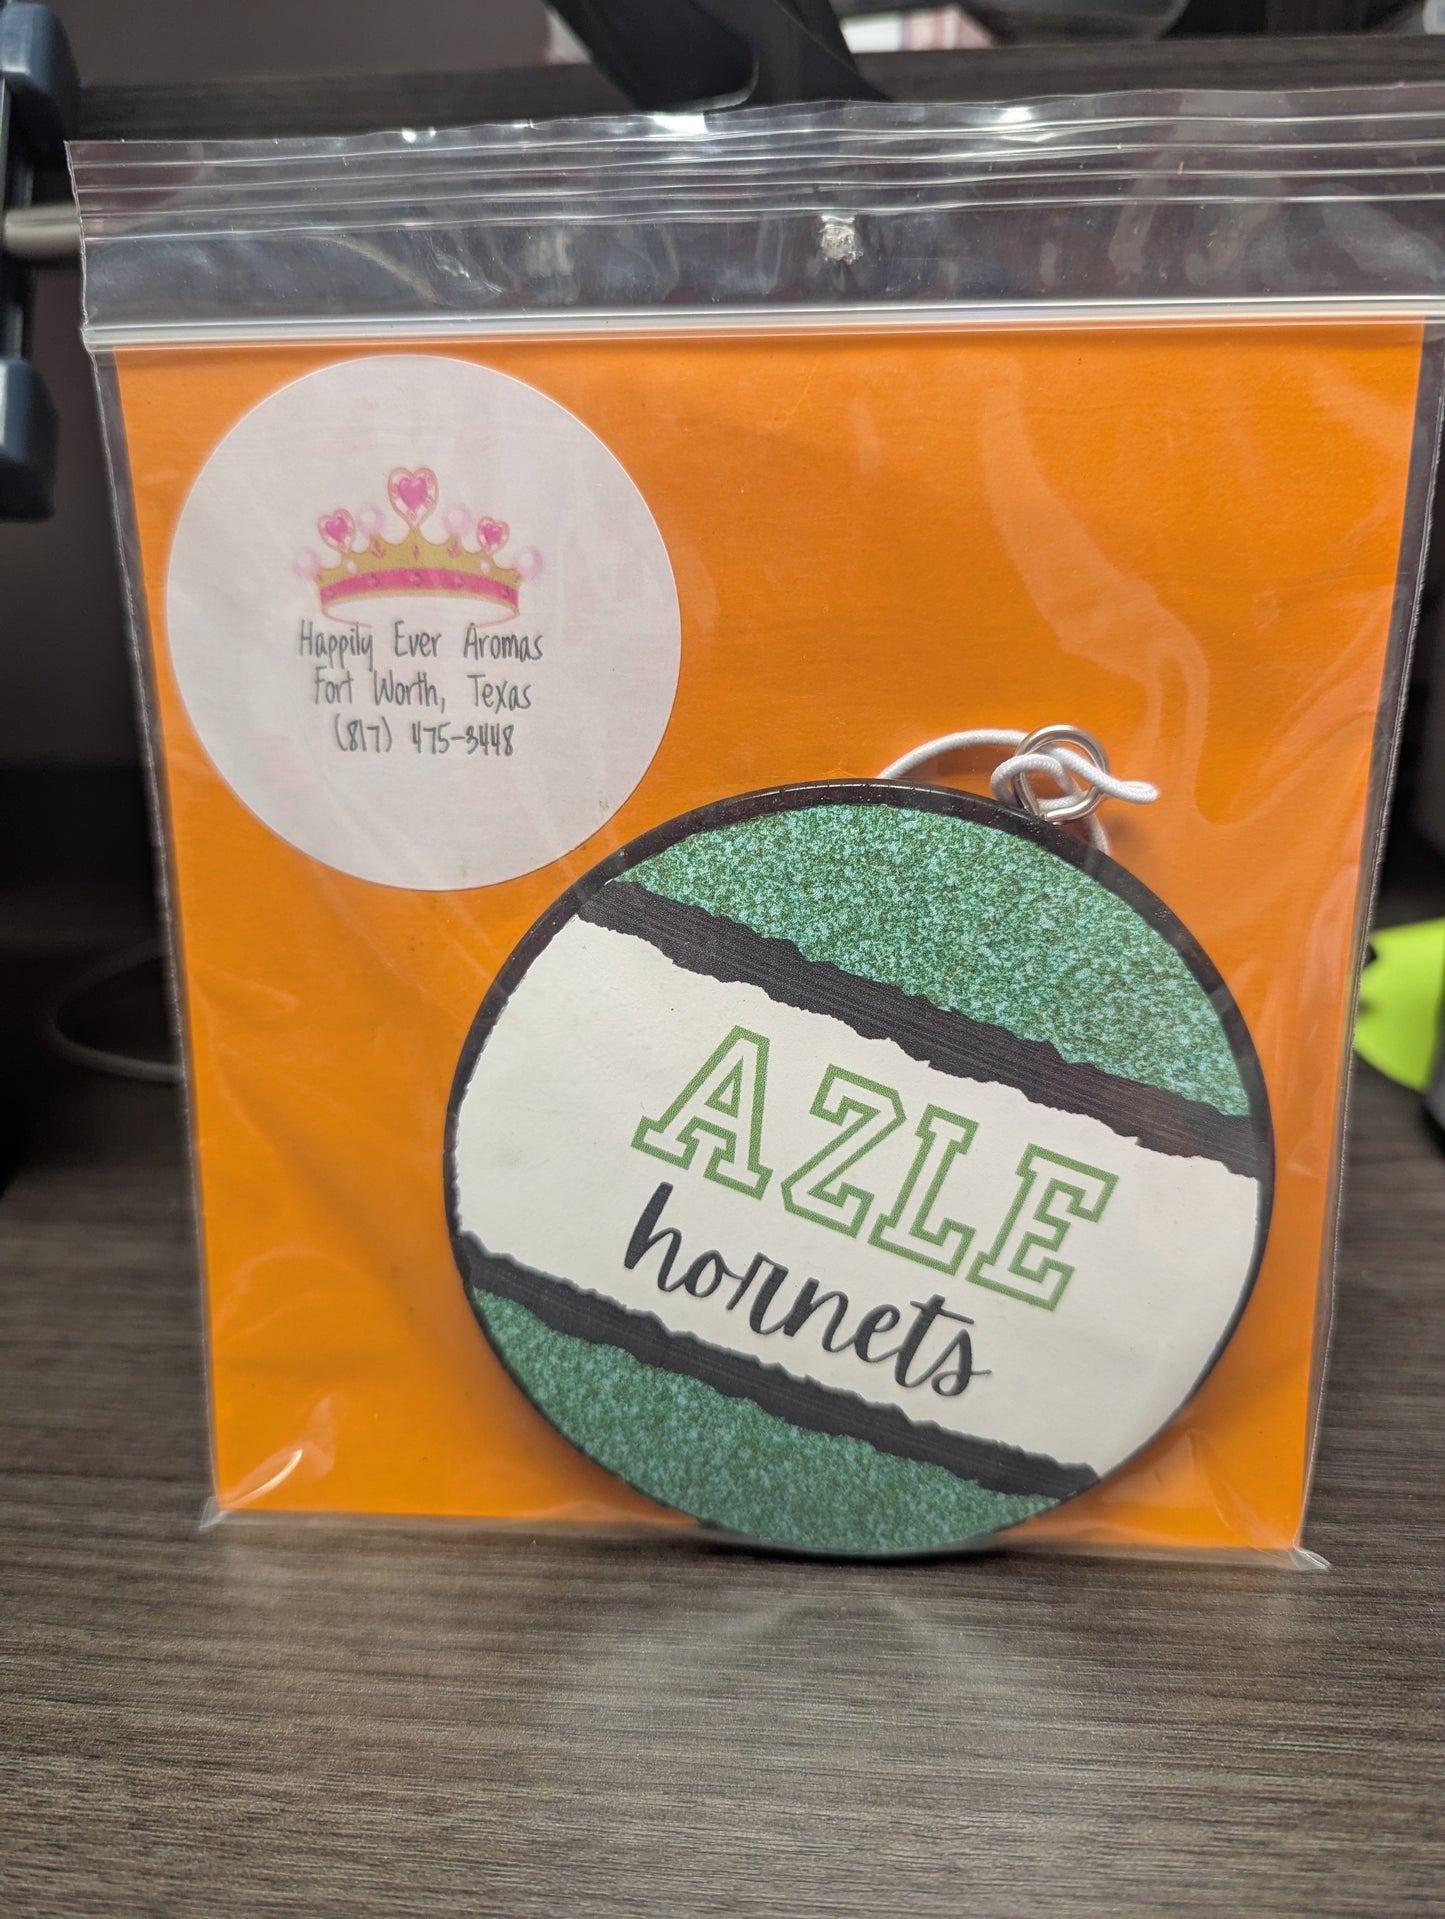 Happily Ever Aromas
Fort Worth, Texas
(817) 475-3448
AZLE
hornets